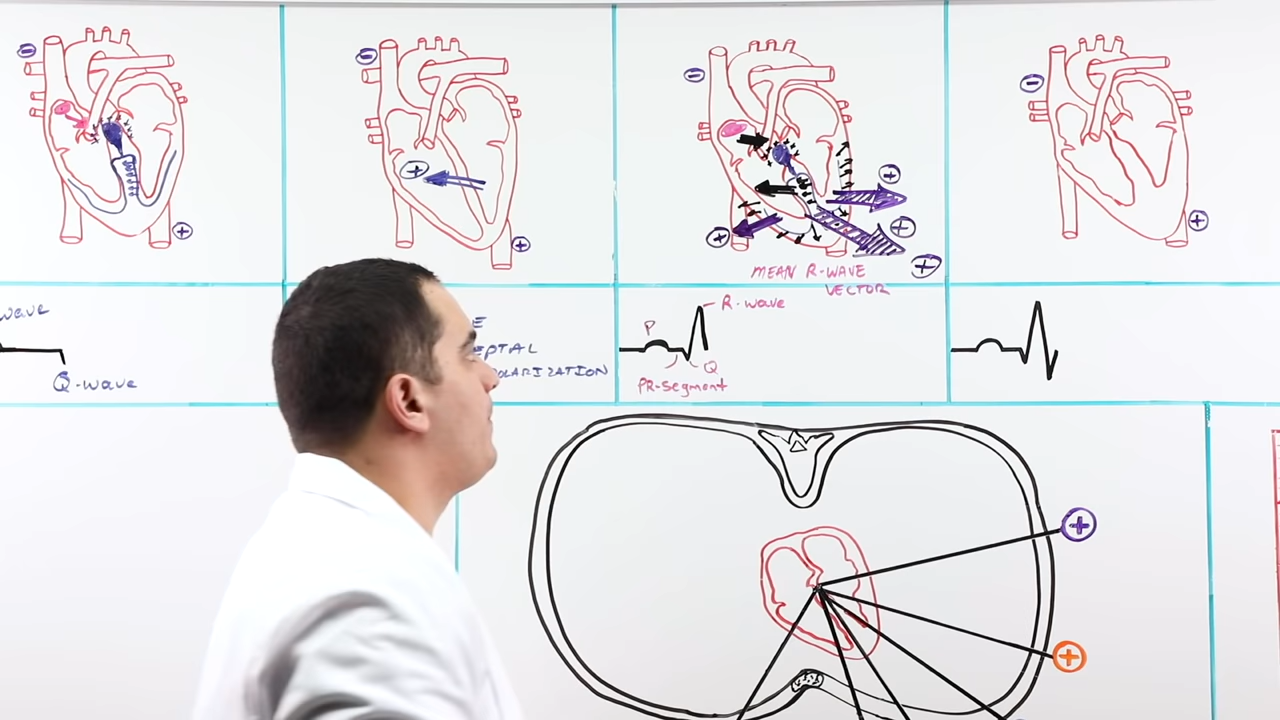 MEAN R-WAVE
VECTOR
wave
Q-wave
E
EPTAL
OLARIZATION
R-wave
P
Q
PR-segment